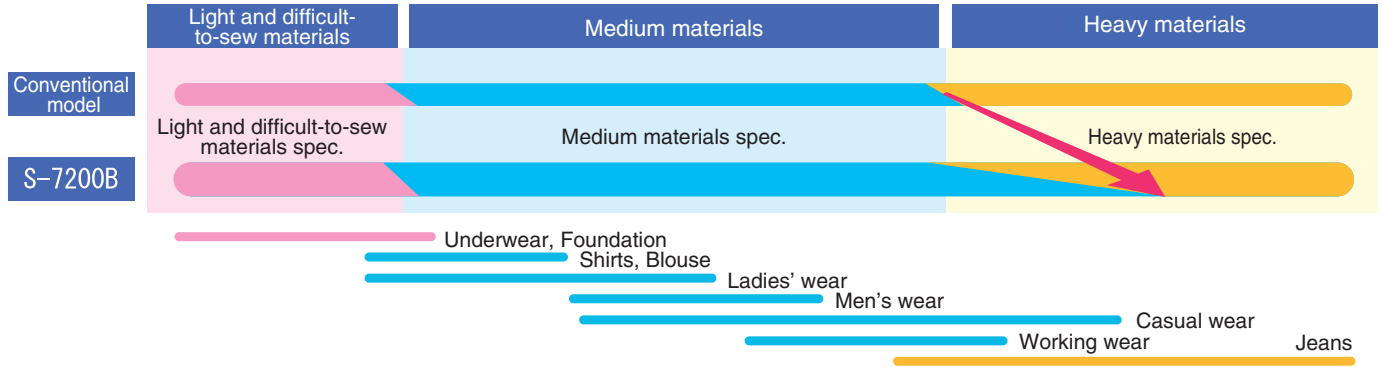 Light and difficult-
to-sew materials
Medium materials
Heavy materials
Conventional
model
Light and difficult-to-sew
materials spec.
Medium materials spec.
Heavy materials spec.
S-7200B
Underwear, Foundation
Shirts, Blouse
Ladies' wear
Men's wear
Casual wear
Working wear
Jeans